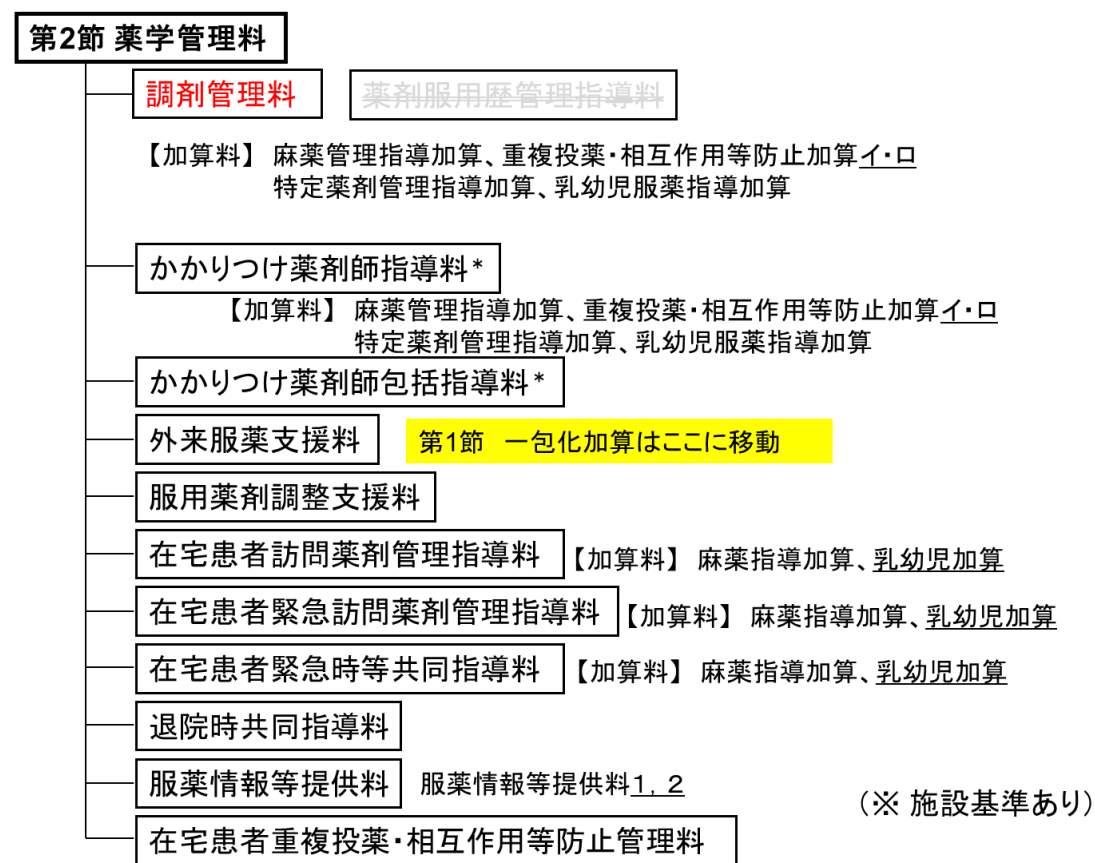 第2節 薬学管理料
調剤管理料 薬剤服用歴管理指導料
【加算料】 麻薬管理指導加算、重複投薬・相互作用等防止加算イ・ロ
特定薬剤管理指導加算、乳幼児服薬指導加算
かかりつけ薬剤師指導料*
【加算料】 麻薬管理指導加算、重複投薬・相互作用等防止加算イ・ロ
特定薬剤管理指導加算、乳幼児服薬指導加算
かかりつけ薬剤師包括指導料*
外来服薬支援料 第1節 一包化加算はここに移動
服用薬剤調整支援料
在宅患者訪問薬剤管理指導料 【加算料】 麻薬指導加算、乳幼児加算
在宅患者緊急訪問薬剤管理指導料 【加算料】 麻薬指導加算、乳幼児加算
在宅患者緊急時等共同指導料 【加算料】 麻薬指導加算、乳幼児加算
退院時共同指導料
服薬情報等提供料 服薬情報等提供料1，2
(※ 施設基準あり)
在宅患者重複投薬・相互作用等防止管理料